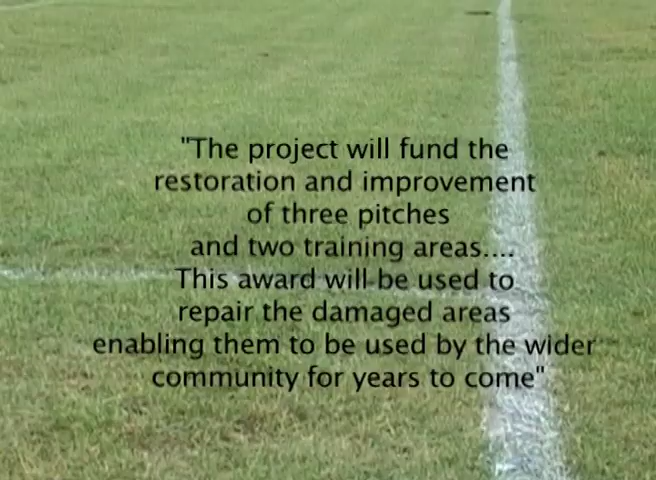 "The project will fund the
restoration and improvement
of three pitches
and two training areas....
This award will be used to
repair the damaged areas
enabling them to be used by the wider
community for years to come"